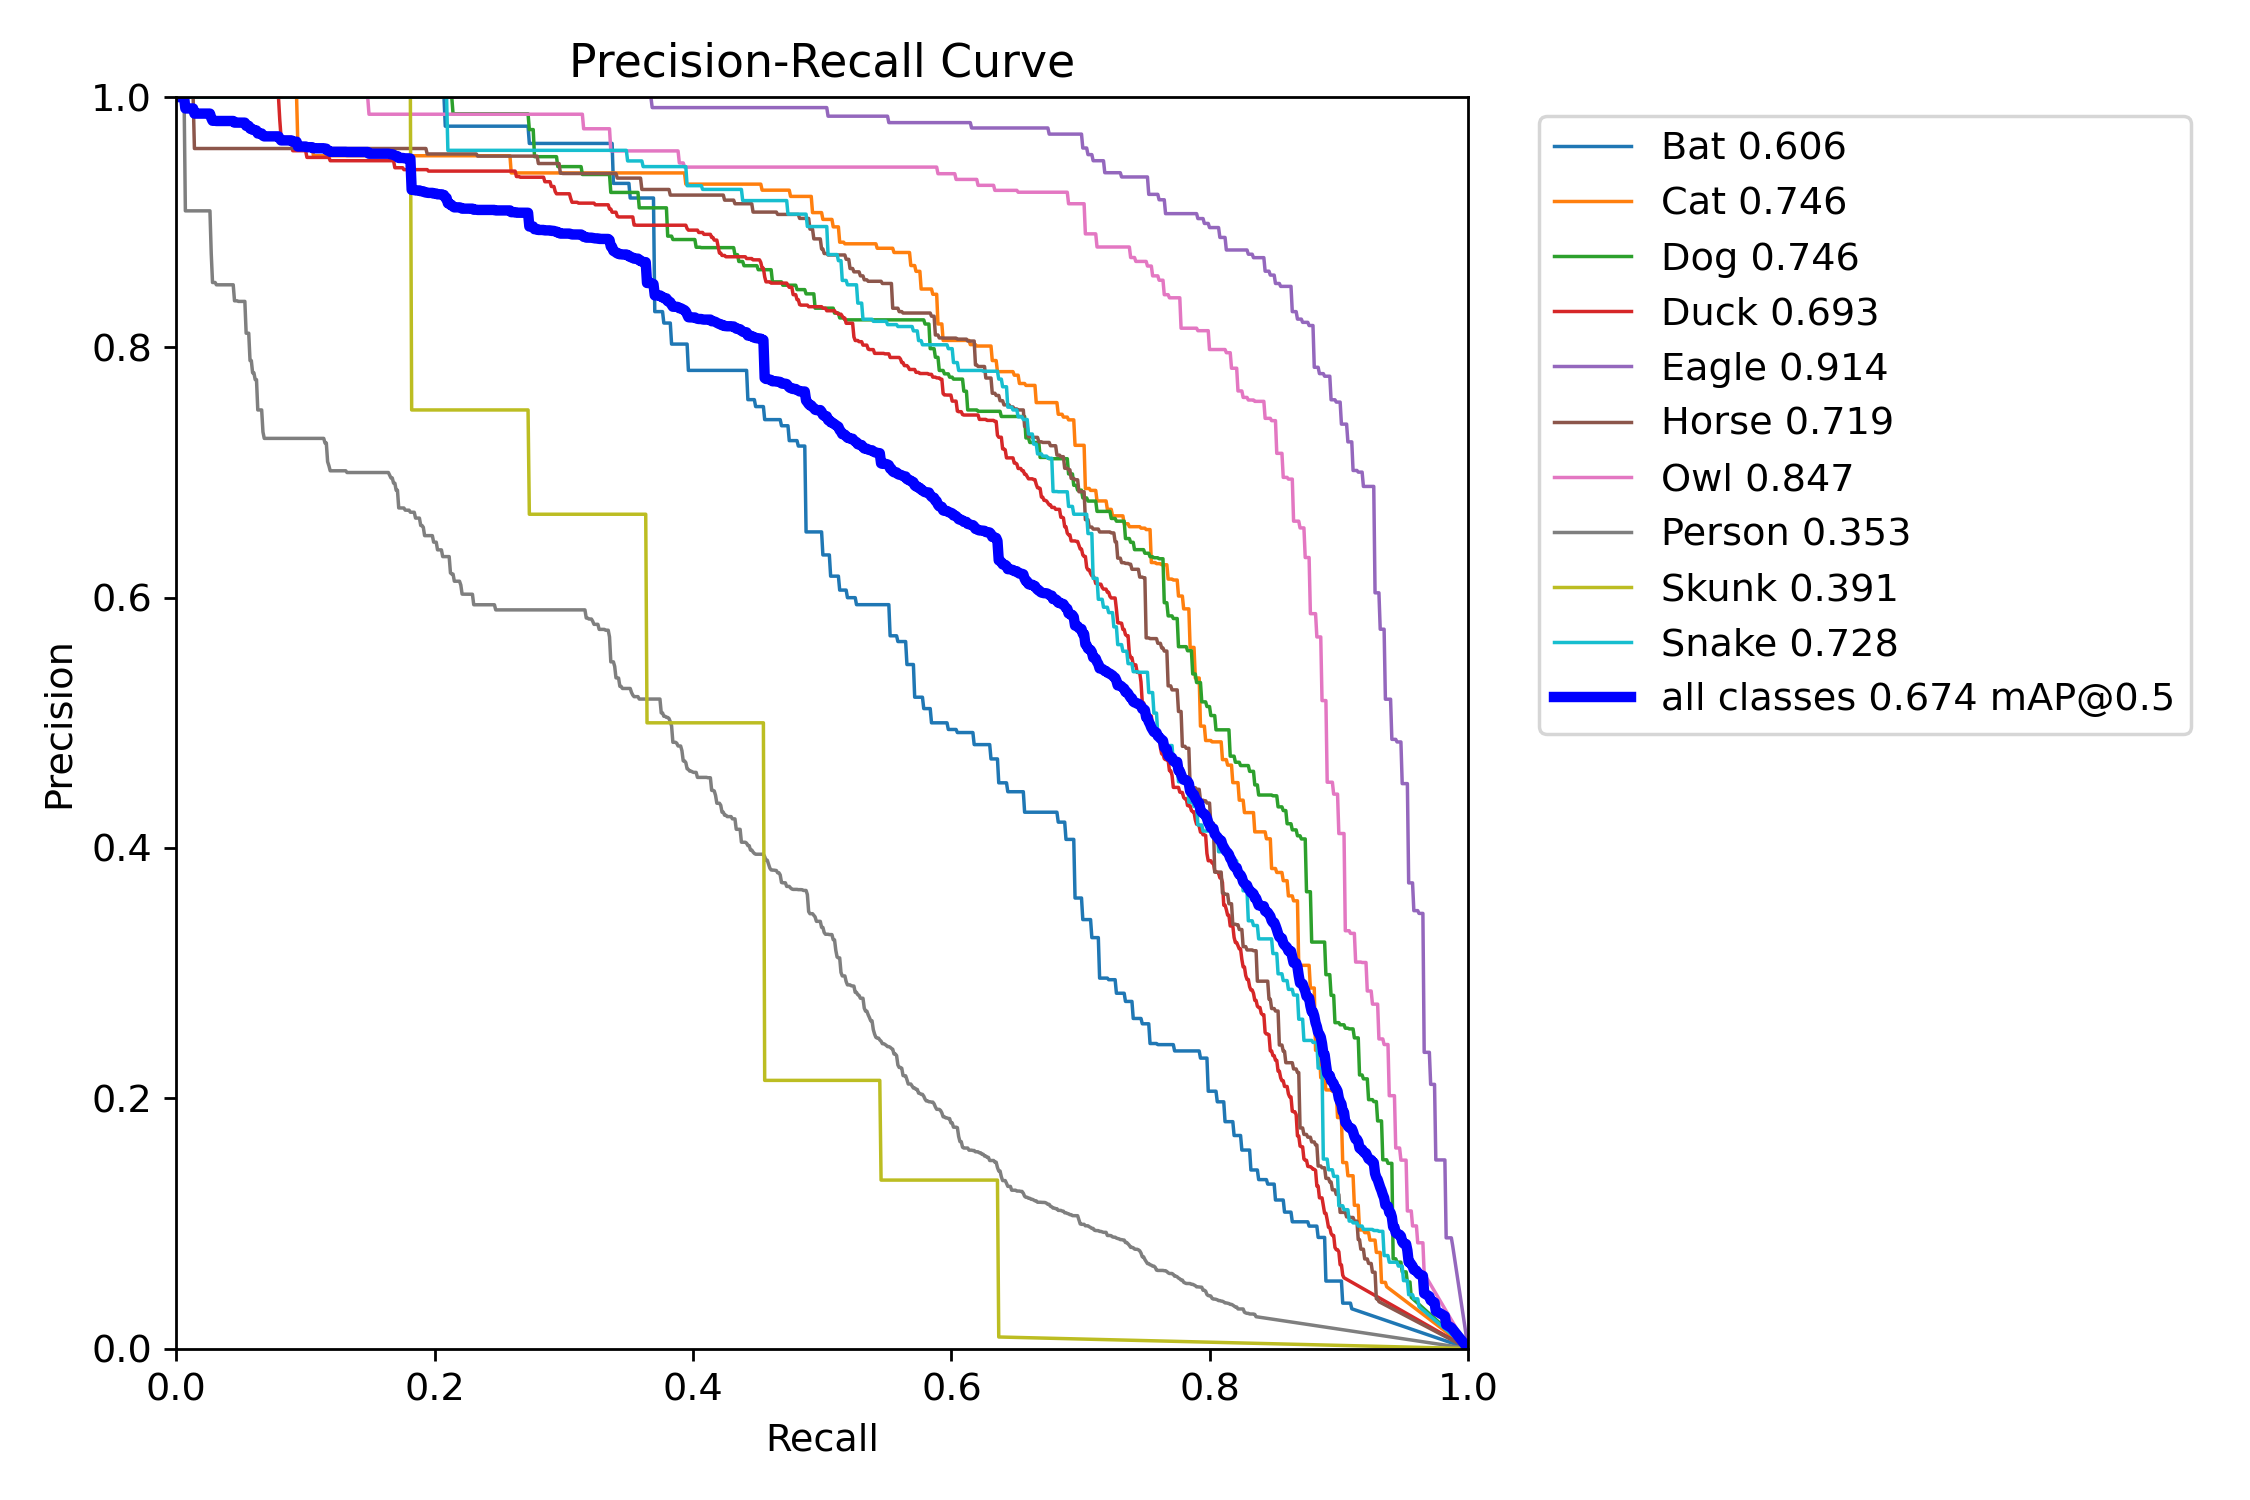 Precision-Recall Curve
1.0
0.8
0.6
0.4
0.2
0.0
Precision
0.0 0.2 0.4 0.6 0.8 1.0
Recall
Bat 0.606
Cat 0.746
Dog 0.746
Duck 0.693
Eagle 0.914
Horse 0.719
Owl 0.847
Person 0.353
Skunk 0.391
Snake 0.728
all classes 0.674 mAP@0.5